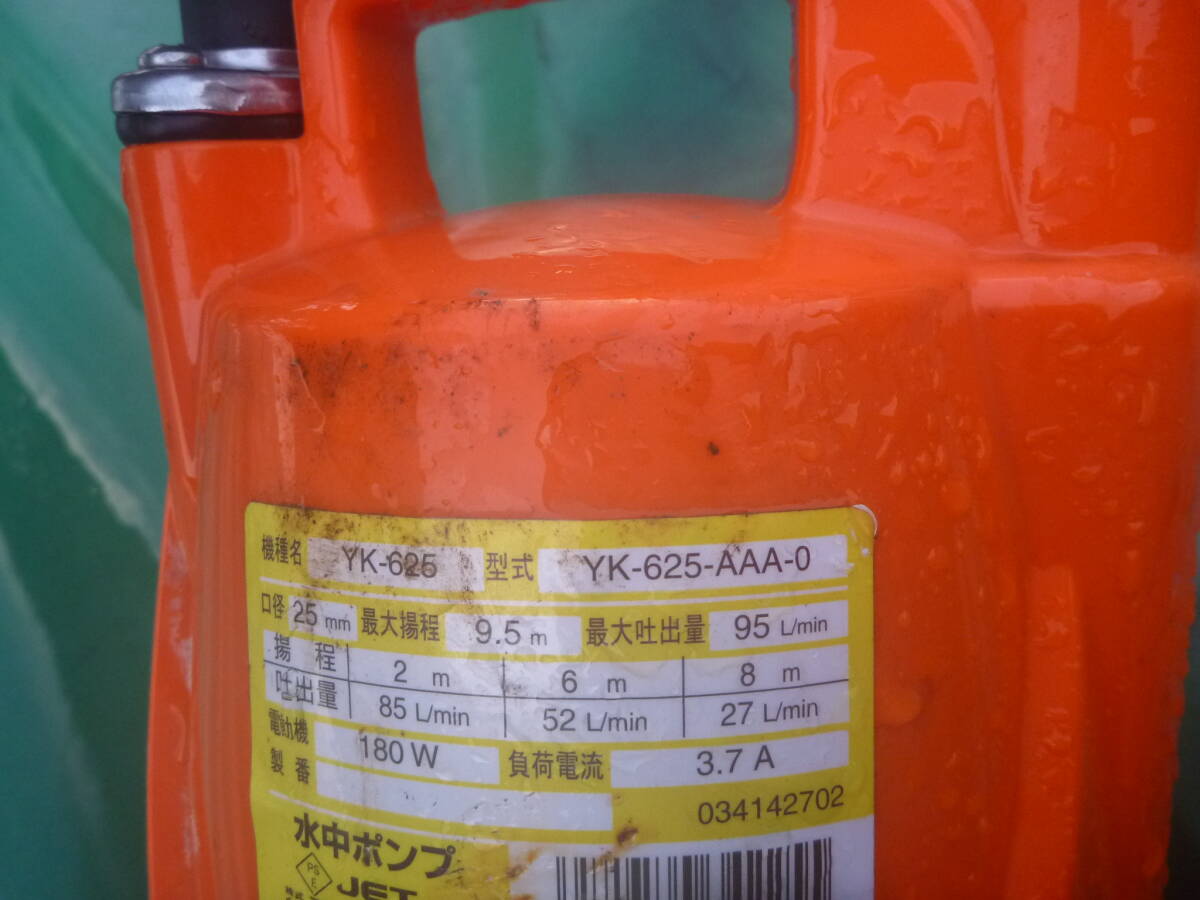 機種名 YK-625 型式 YK-625-AAA-0
口径 25 mm 最大揚程 9.5 m 最大吐出量 95 L/min
揚程 2 m 6 m 8 m
吐出量 85 L/min 52 L/min 27 L/min
電動機 180 W 負荷電流 3.7 A
製番
034142702
水中ポンプ
PS
E
JET
株式